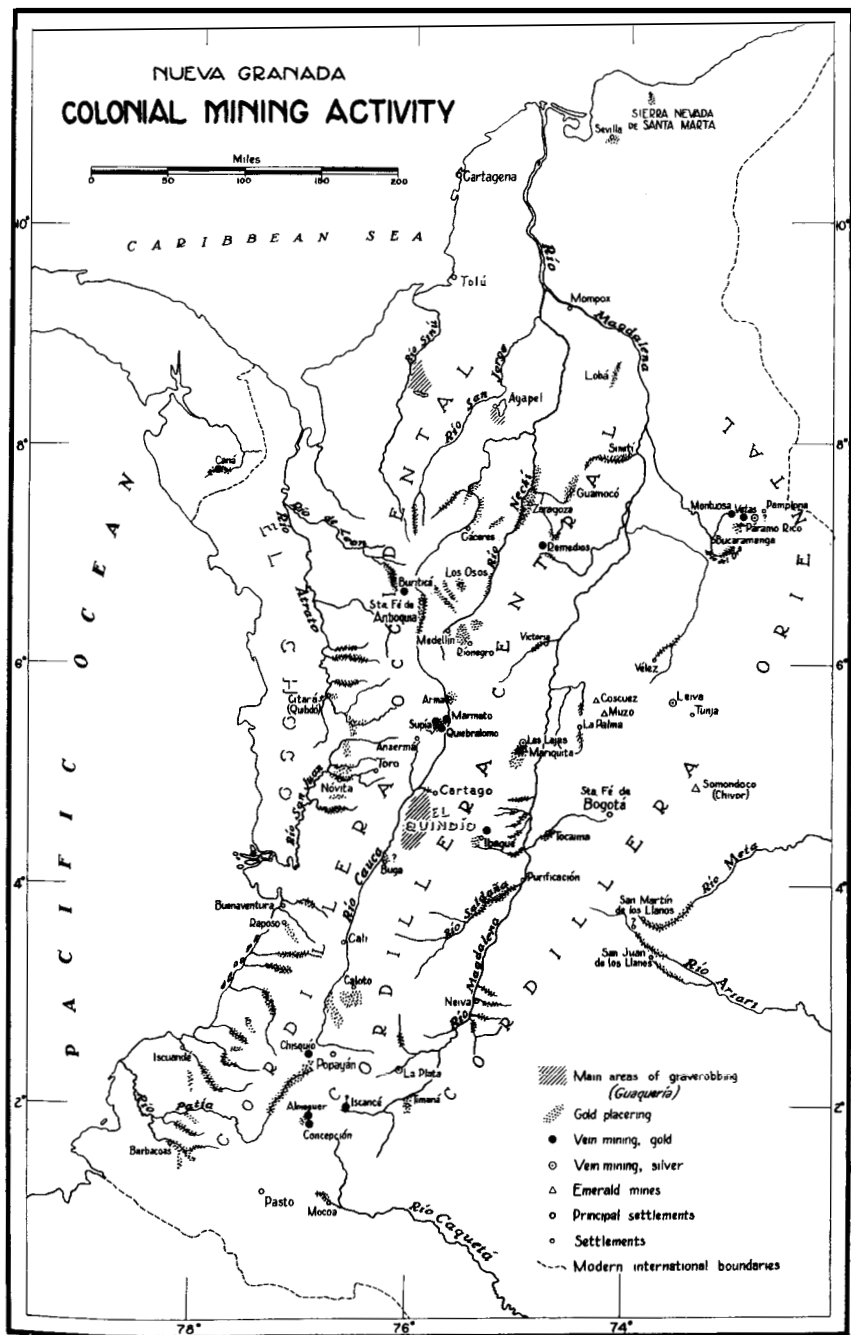 NUEVA GRANADA
COLONIAL MINING ACTIVITY
Miles
0 50 100 150 200
SIERRA NEVADA
DE SANTA MARTA
Sevilla
Cartagena
10°
10°
CARIBBEAN SEA
Río
Tolú
Mompox
Magdalena
Río Sinú
Río San Jorge
Lobá
Ayapel
8°
8°
Caná
Simití
Río Nechí
Guamocó
Zaragoza
Montuosa
Vetas
Pamplona
?
Páramo Rico
Bucaramanga
Río de León
Cáceres
Remedios
Los Osos
Buriticá
Sta. Fé de
Antioquia
Río
Atrato
Medellín
Rionegro
Victoria
6°
6°
Vélez
Citará
(Quibdó)
Arma
Coscuez
Muzo
Leiva
Tunja
Marmato
Supía
Quiebralomo
La Palma
Anserma
Las Lajas
Mariquita
Toro
Nóvita
Somondoco
(Chivor)
Cartago
Sta. Fé de
Bogotá
EL
QUINDÍO
Río San Juan
Ibagué
Tocaima
Río Cauca
?
Buga
4°
4°
Purificación
Río Meta
Buenaventura
Raposo
San Martín
de los Llanos
?
Río Saldaña
Cali
San Juan
de los Llanos
Río Ariari
Caloto
Río Magdalena
Neiva
Chisquío
Popayán
Iscuandé
La Plata
2°
2°
Río Patía
Almaguer
?
Iscancé
Timaná
Concepción
Barbacoas
Pasto
Mocoa
Río Caquetá
PACIFIC OCEAN
EL CHOCÓ
CORDILLERA OCCIDENTAL
CORDILLERA CENTRAL
CORDILLERA ORIENTAL
Main areas of graverobbing
(Guaquería)
Gold placering
Vein mining, gold
Vein mining, silver
Emerald mines
Principal settlements
Settlements
Modern international boundaries
78°
76°
74°